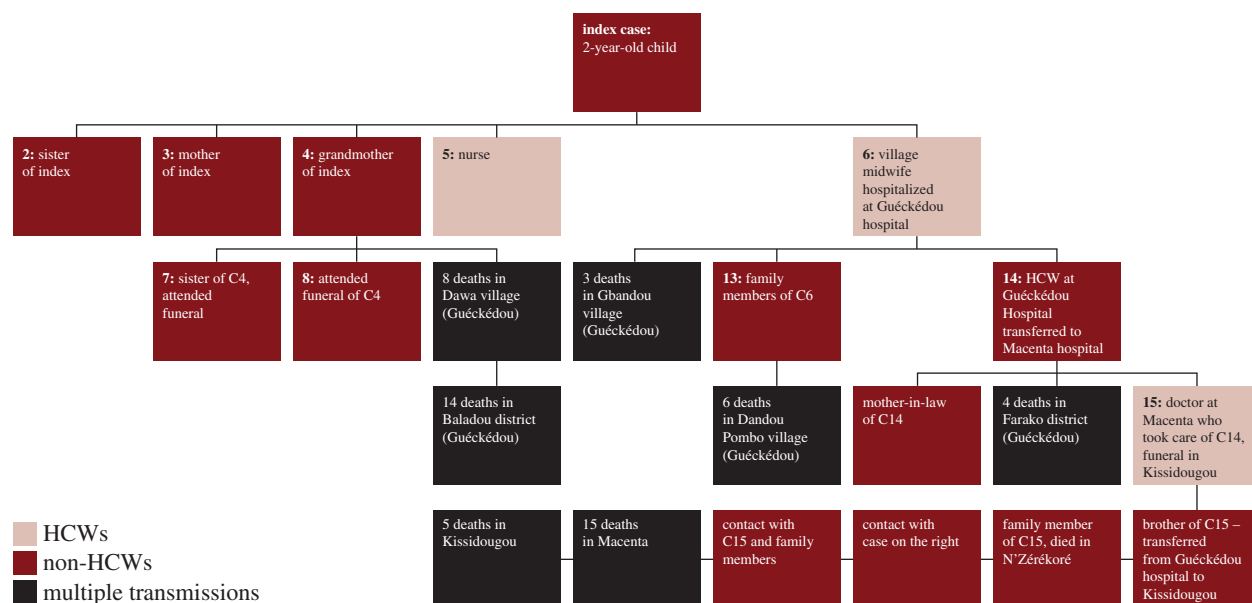 index case:
2-year-old child
2: sister
of index
3: mother
of index
4: grandmother
of index
5: nurse
6: village
midwife
hospitalized
at Guéckédou
hospital
7: sister of C4,
attended
funeral
8: attended
funeral of C4
8 deaths in
Dawa village
(Guéckédou)
3 deaths
in Gbandou
village
(Guéckédou)
13: family
members of C6
14: HCW at
Guéckédou
Hospital
transferred to
Macenta hospital
14 deaths in
Baladou district
(Guéckédou)
6 deaths
in Dandou
Pombo village
(Guéckédou)
mother-in-law
of C14
4 deaths in
Farako district
(Guéckédou)
15: doctor at
Macenta who
took care of C14,
funeral in
Kissidougou
5 deaths in
Kissidougou
15 deaths
in Macenta
contact with
C15 and family
members
contact with
case on the right
family member
of C15, died in
N’Zérékoré
brother of C15 –
transferred
from Guéckédou
hospital to
Kissidougou
HCWs
non-HCWs
multiple transmissions